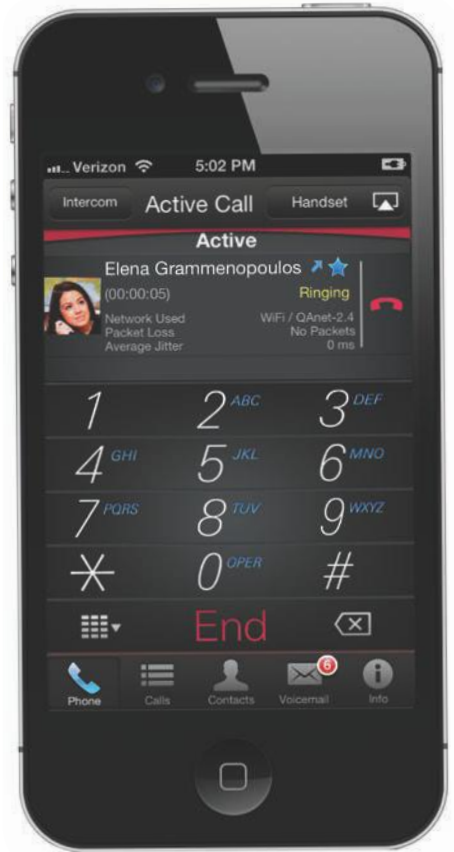 Verizon 5:02 PM
Intercom Active Call Handset
Active
Elena Grammenopoulos
(00:00:05) Ringing
Network Used WiFi / QAnet-2.4
Packet Loss No Packets
Average Jitter 0 ms
1 2 ABC 3 DEF
4 GHI 5 JKL 6 MNO
7 PQRS 8 TUV 9 WXYZ
* 0 OPER #
End
6
Phone Calls Contacts Voicemail Info